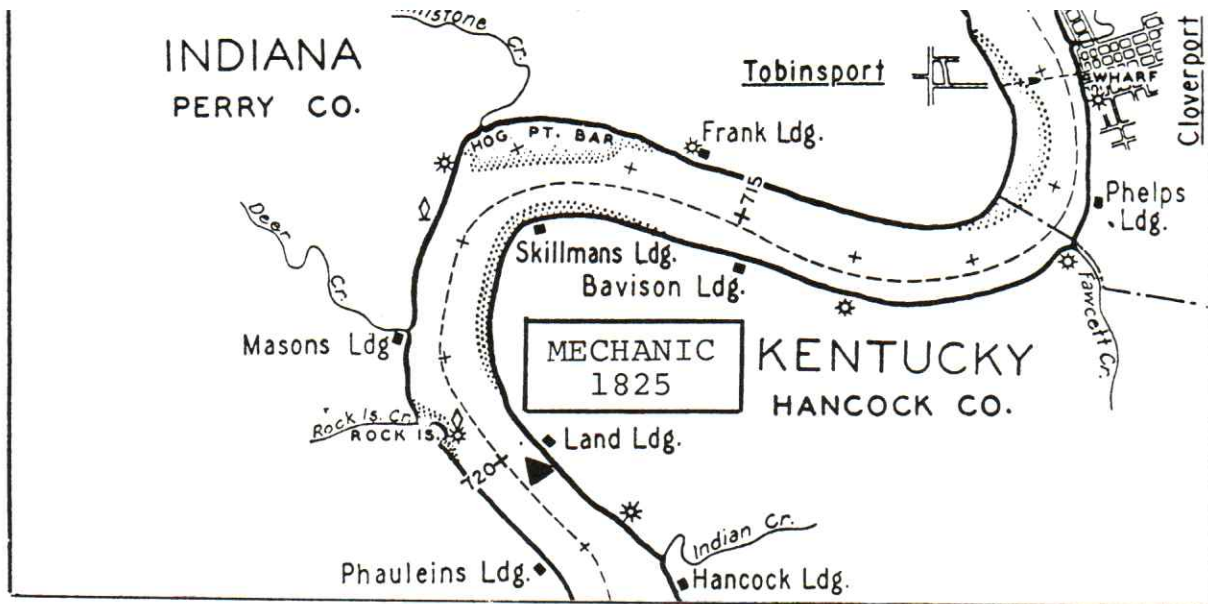 INDIANA
PERRY CO.
Cr.
Tobinsport
WHARF
Cloverport
HOG PT. BAR
Frank Ldg.
715
Phelps
Ldg.
Deer
Cr.
Skillmans Ldg.
Bavison Ldg.
Fawcett Cr.
Masons Ldg
MECHANIC
1825
KENTUCKY
HANCOCK CO.
Rock Is. Cr.
ROCK IS.
Land Ldg.
720
Indian Cr.
Phauleins Ldg.
Hancock Ldg.